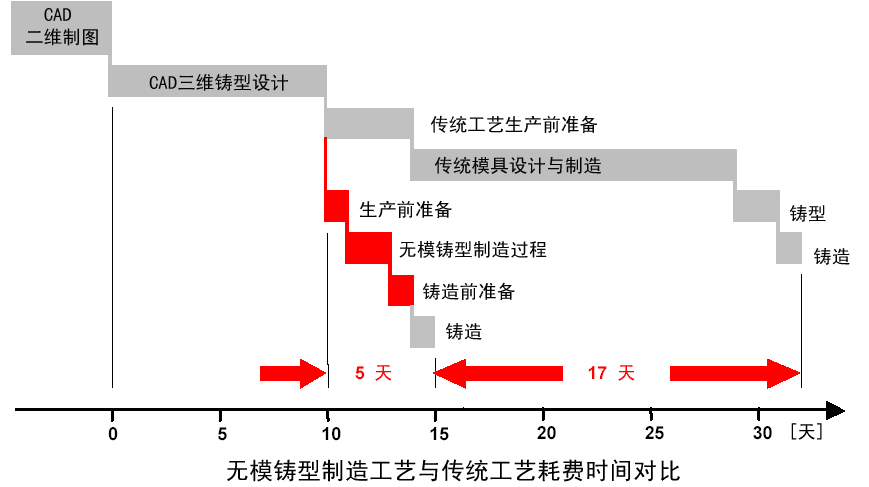 CAD
二维制图
CAD三维铸型设计
传统工艺生产前准备
传统模具设计与制造
生产前准备
铸型
无模铸型制造过程
铸造
铸造前准备
铸造
5 天
17 天
0 5 10 15 20 25 30 [天]
无模铸型制造工艺与传统工艺耗费时间对比